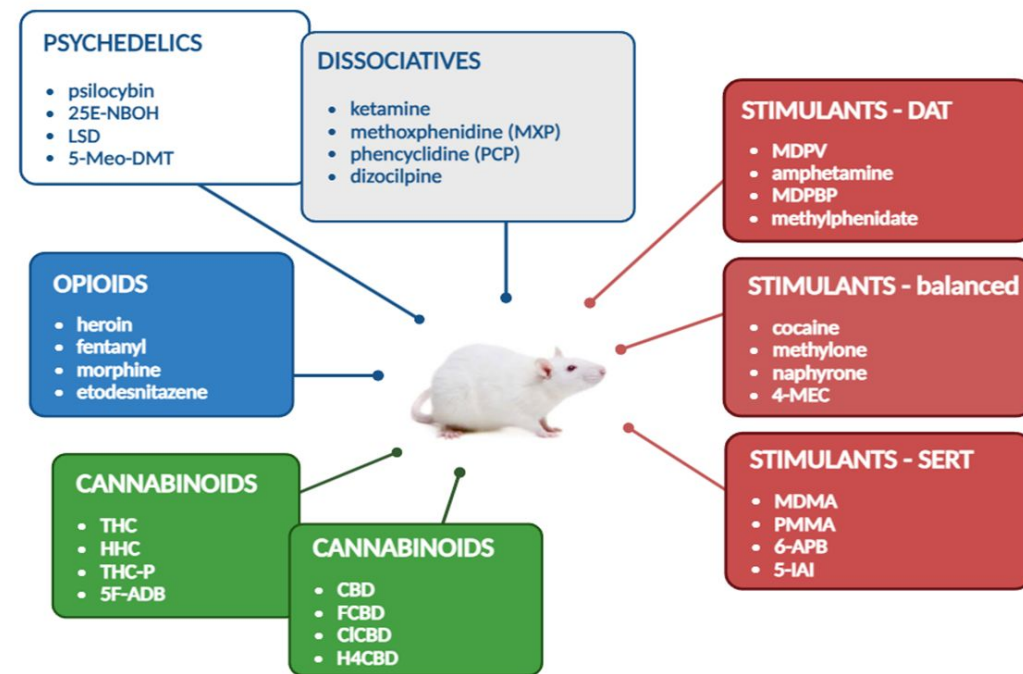 PSYCHEDELICS
• psilocybin
• 25E-NBOH
• LSD
• 5-Meo-DMT
DISSOCIATIVES
• ketamine
• methoxphenidine (MXP)
• phencyclidine (PCP)
• dizocilpine
STIMULANTS - DAT
• MDPV
• amphetamine
• MDPBP
• methylphenidate
OPIOIDS
• heroin
• fentanyl
• morphine
• etodesnitazene
STIMULANTS - balanced
• cocaine
• methylone
• naphyrone
• 4-MEC
CANNABINOIDS
• THC
• HHC
• THC-P
• 5F-ADB
CANNABINOIDS
• CBD
• FCBD
• ClCBD
• H4CBD
STIMULANTS - SERT
• MDMA
• PMMA
• 6-APB
• 5-IAI